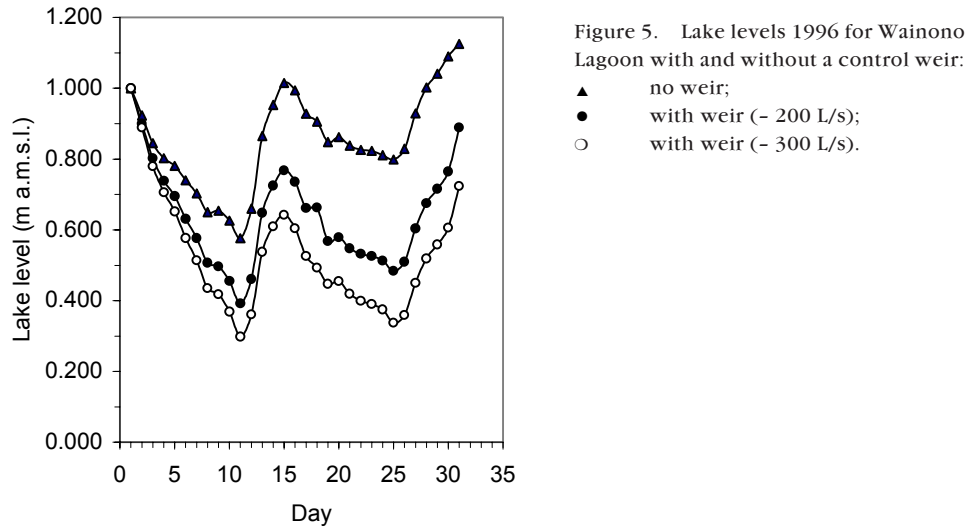 1.200
1.000
0.800
0.600
0.400
0.200
0.000
Lake level (m a.m.s.l.)
0 5 10 15 20 25 30 35
Day
Figure 5. Lake levels 1996 for Wainono
Lagoon with and without a control weir:
▲ no weir;
● with weir (– 200 L/s);
○ with weir (– 300 L/s).